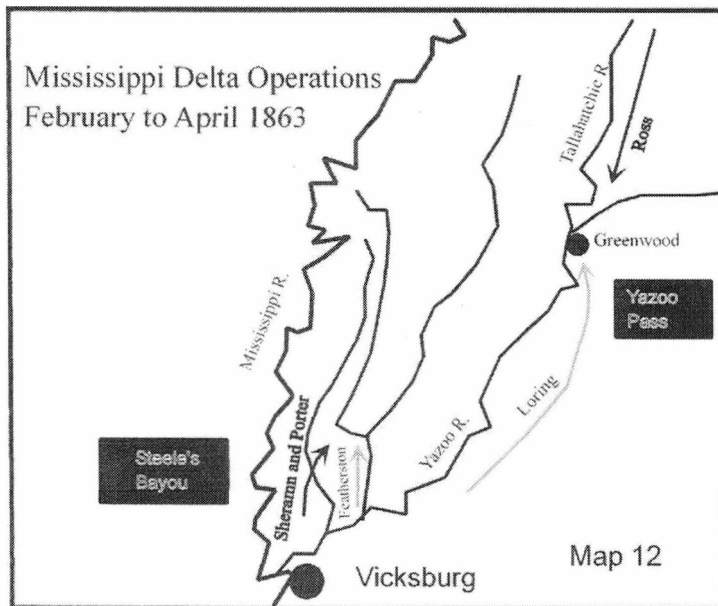 Mississippi Delta Operations
February to April 1863
Tallahatchie R.
Ross
Greenwood
Mississippi R.
Yazoo
Pass
Loring
Yazoo R.
Steele's
Bayou
Sheramn and Porter
Featherston
Map 12
Vicksburg